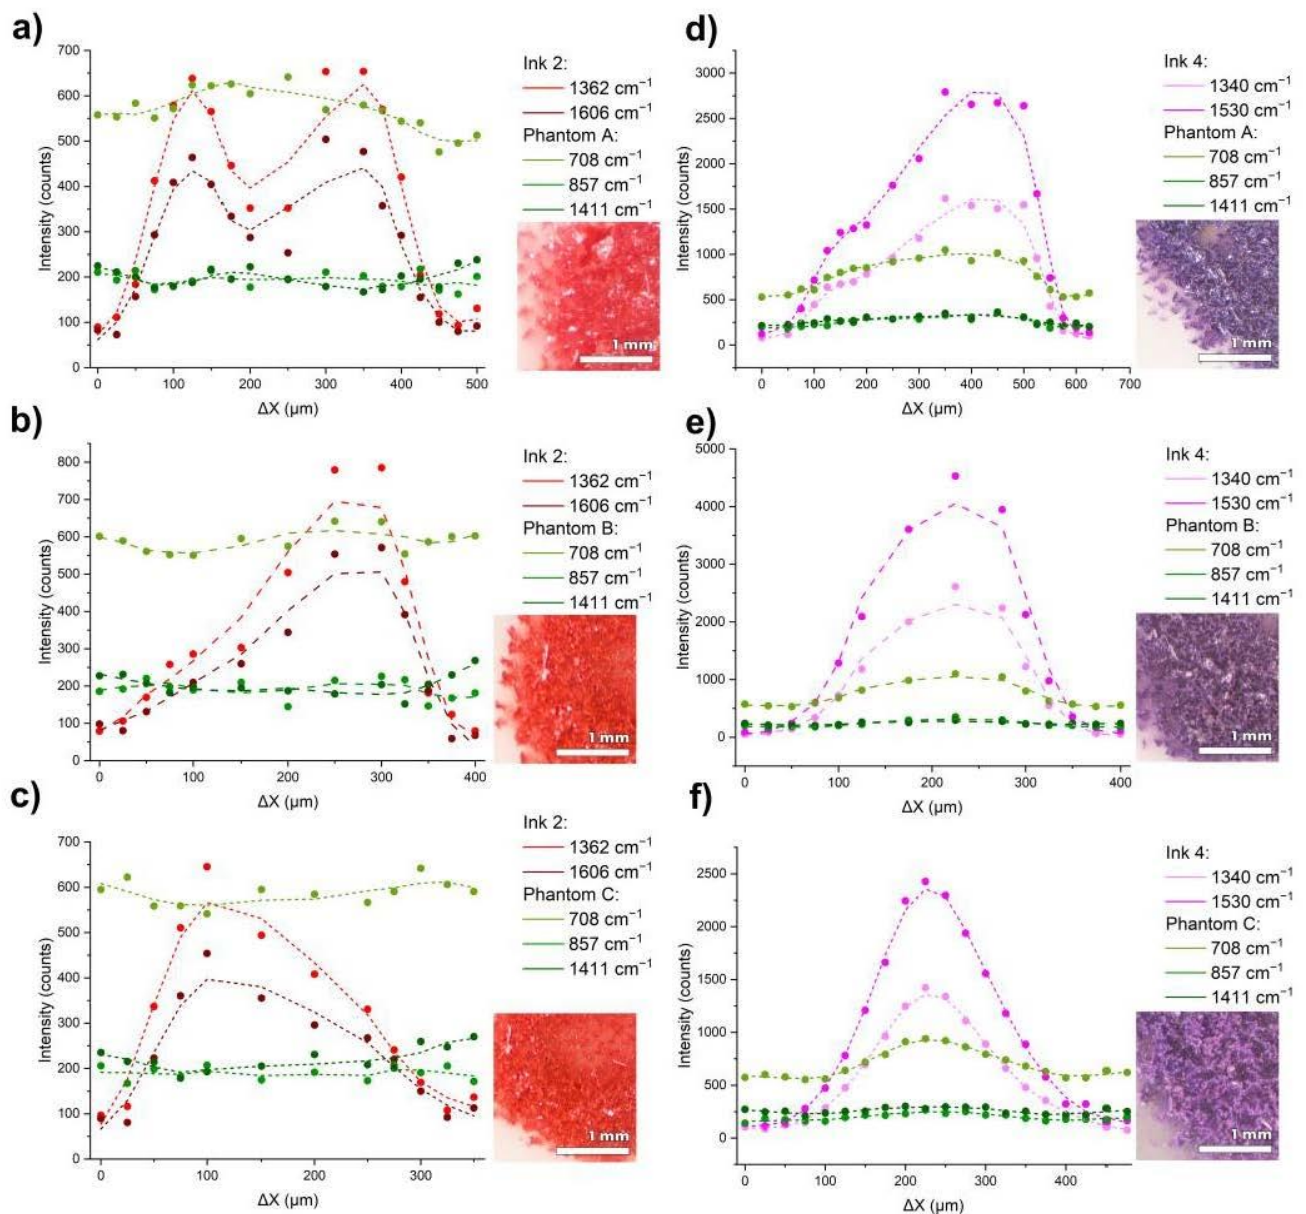 a)
700
600
500
400
300
200
100
0
0
100
200
300
400
500
Intensity (counts)
ΔX (µm)
Ink 2:
1362 cm⁻¹
1606 cm⁻¹
Phantom A:
708 cm⁻¹
857 cm⁻¹
1411 cm⁻¹
1 mm
d)
3000
2500
2000
1500
1000
500
0
0
100
200
300
400
500
600
700
Intensity (counts)
ΔX (µm)
Ink 4:
1340 cm⁻¹
1530 cm⁻¹
Phantom A:
708 cm⁻¹
857 cm⁻¹
1411 cm⁻¹
1 mm
b)
800
700
600
500
400
300
200
100
0
0
100
200
300
400
Intensity (counts)
ΔX (µm)
Ink 2:
1362 cm⁻¹
1606 cm⁻¹
Phantom B:
708 cm⁻¹
857 cm⁻¹
1411 cm⁻¹
1 mm
e)
5000
4000
3000
2000
1000
0
0
100
200
300
400
Intensity (counts)
ΔX (µm)
Ink 4:
1340 cm⁻¹
1530 cm⁻¹
Phantom B:
708 cm⁻¹
857 cm⁻¹
1411 cm⁻¹
1 mm
c)
700
600
500
400
300
200
100
0
0
100
200
300
Intensity (counts)
ΔX (µm)
Ink 2:
1362 cm⁻¹
1606 cm⁻¹
Phantom C:
708 cm⁻¹
857 cm⁻¹
1411 cm⁻¹
1 mm
f)
2500
2000
1500
1000
500
0
0
100
200
300
400
Intensity (counts)
ΔX (µm)
Ink 4:
1340 cm⁻¹
1530 cm⁻¹
Phantom C:
708 cm⁻¹
857 cm⁻¹
1411 cm⁻¹
1 mm